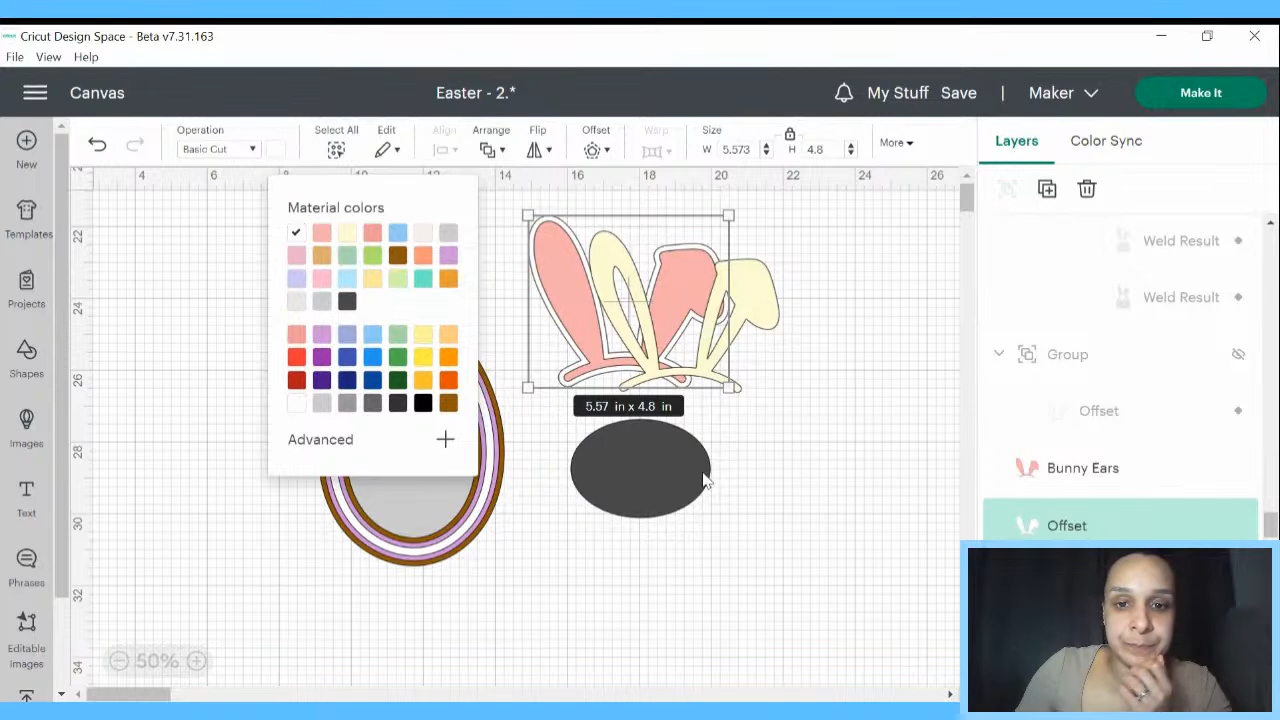 Cricut Design Space - Beta v7.31.163
File View Help
Canvas
Easter - 2.*
My Stuff Save | Maker
Make It
New
Templates
Projects
Shapes
Images
Text
Phrases
Editable
Images
Operation
Basic Cut
Select All
Edit
Align
Arrange
Flip
Offset
Warp
Size
W 5.573
H 4.8
More
4 6 8 10 12 14 16 18 20 22 24 26
22
24
26
28
30
32
34
Material colors
Advanced
5.57 in x 4.8 in
50%
Layers Color Sync
Weld Result
Weld Result
Group
Offset
Bunny Ears
Offset